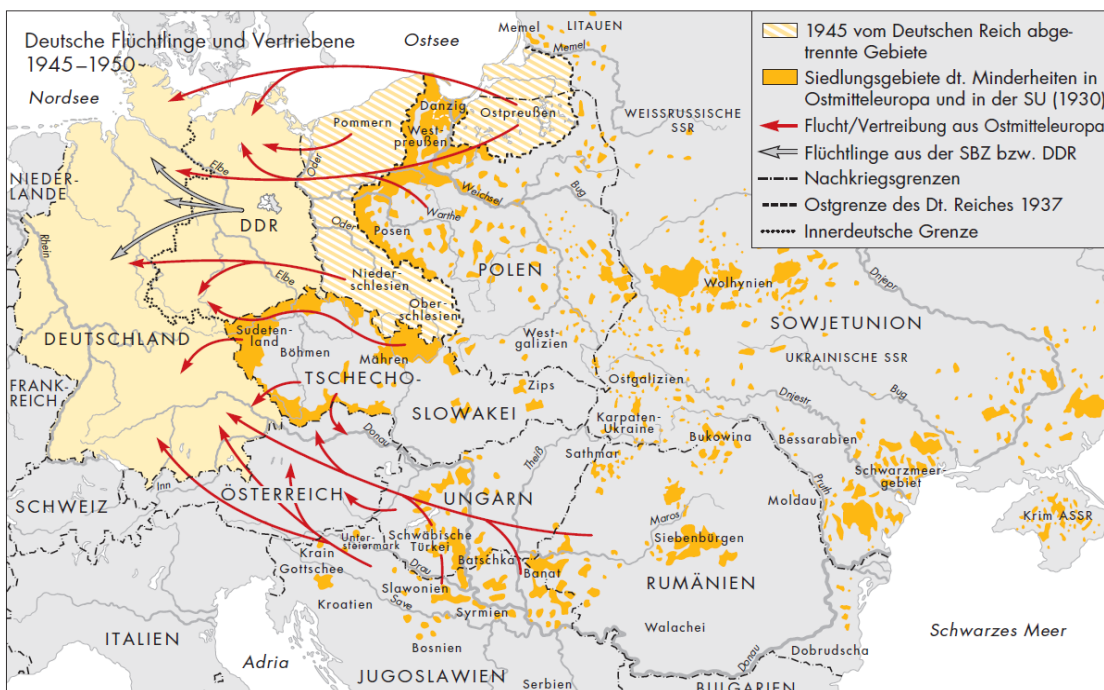 Deutsche Flüchtlinge und Vertriebene
1945–1950
Nordsee
Ostsee
Memel
LITAUEN
Memel
1945 vom Deutschen Reich abge-
trennte Gebiete
Siedlungsgebiete dt. Minderheiten in
Ostmitteleuropa und in der SU (1930)
Flucht/Vertreibung aus Ostmitteleuropa
Flüchtlinge aus der SBZ bzw. DDR
Nachkriegsgrenzen
Ostgrenze des Dt. Reiches 1937
Innerdeutsche Grenze
Danzig
Ostpreußen
Pommern
West-
preußen
WEISSRUSSISCHE
SSR
NIEDER-
LANDE
Elbe
Oder
Weichsel
Bug
Rhein
DDR
Warthe
Oder
Posen
POLEN
Elbe
Nieder-
schlesien
Ober-
schlesien
Wolhynien
Dniepr
DEUTSCHLAND
Sudeten-
land
Böhmen
Mähren
West-
galizien
SOWJETUNION
UKRAINISCHE SSR
FRANK-
REICH
TSCHECHO-
SLOWAKEI
Zips
Ostgalizien
Dnjestr
Bug
Karpaten-
Ukraine
Bukowina
Bessarabien
Donau
Theiß
Sathmar
Schwarzmeer-
gebiet
Inn
SCHWEIZ
ÖSTERREICH
UNGARN
Moldau
Pruth
Krim ASSR
Maros
Siebenbürgen
Unter-
steiermark
Schwäbische
Türkei
Krain
Gottschee
Drau
Batschka
Banat
RUMÄNIEN
Slawonien
Kroatien
Save
Syrmien
Walachei
Schwarzes Meer
ITALIEN
Adria
Bosnien
Donau
Dobrudscha
JUGOSLAWIEN
Serbien
BULGARIEN